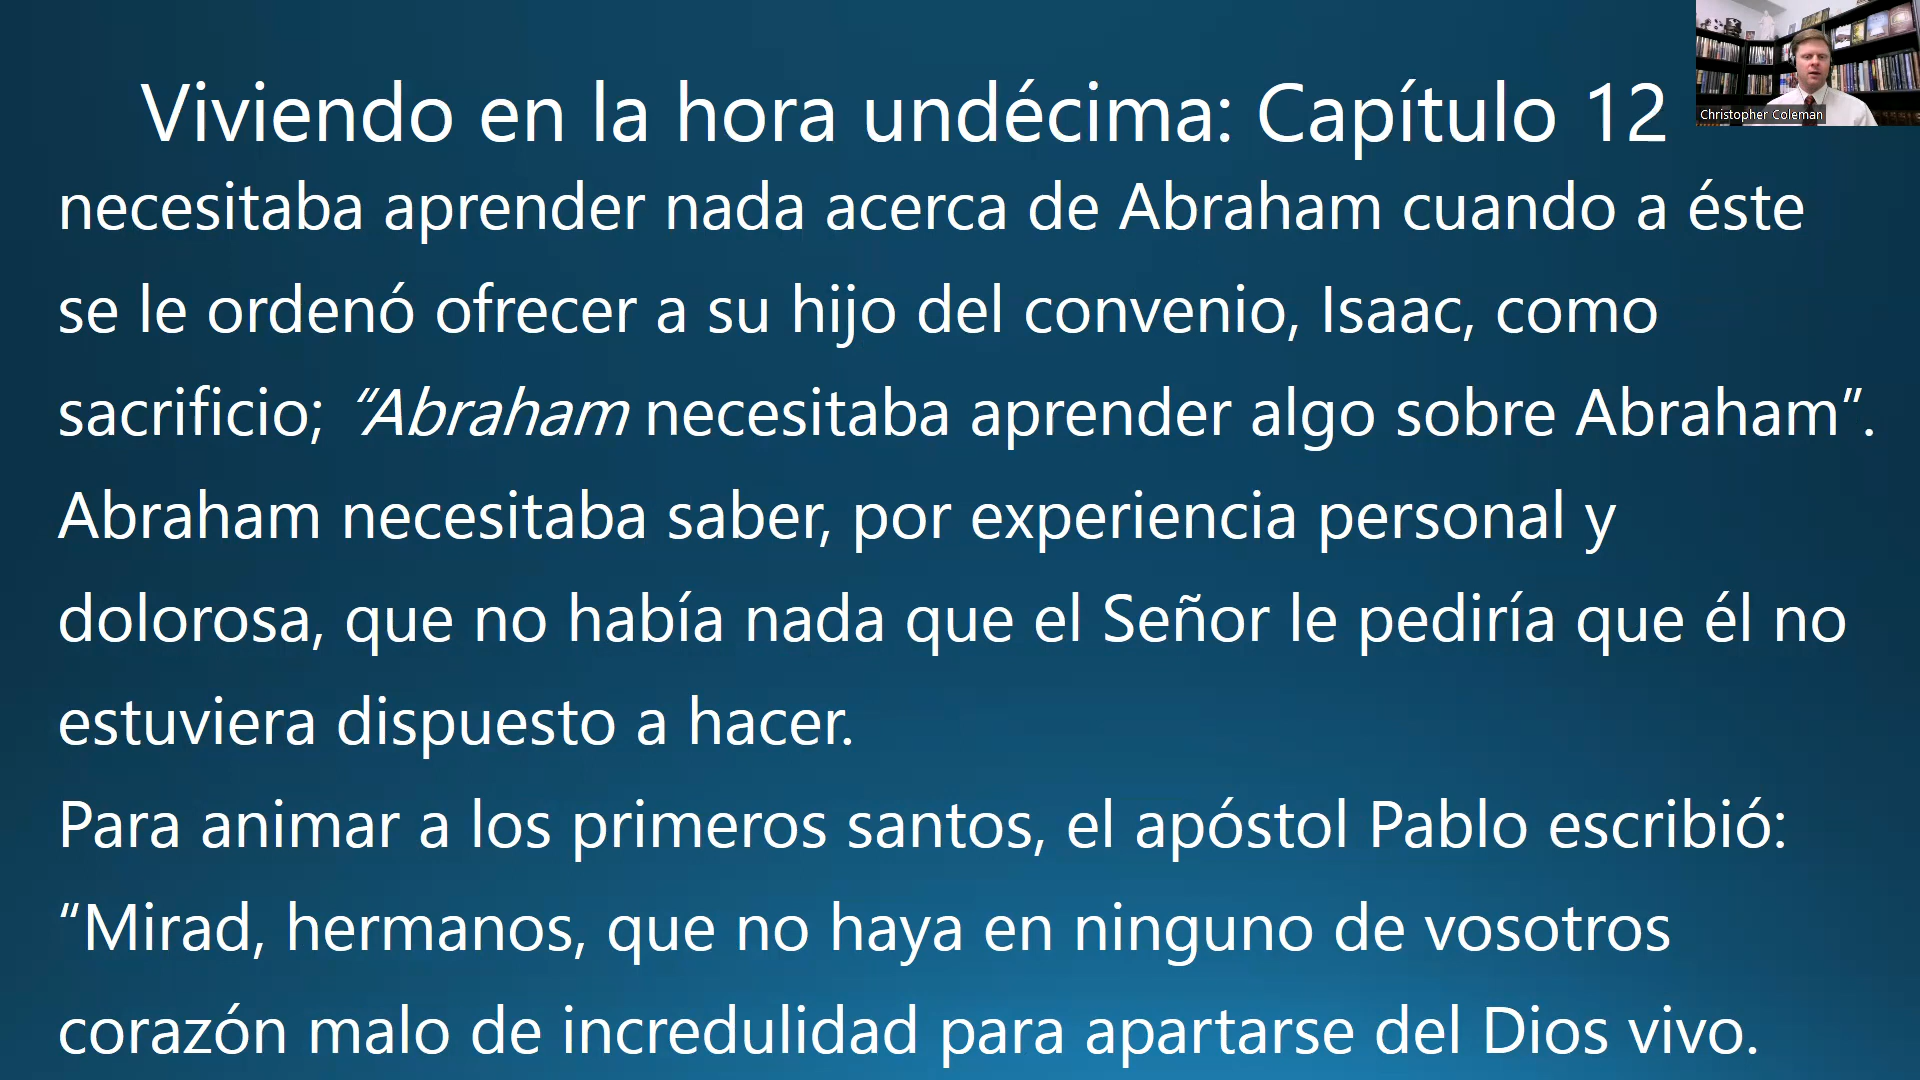 Viviendo en la hora undécima: Capítulo 12
Christopher Coleman
necesitaba aprender nada acerca de Abraham cuando a éste
se le ordenó ofrecer a su hijo del convenio, Isaac, como
sacrificio; “Abraham necesitaba aprender algo sobre Abraham”.
Abraham necesitaba saber, por experiencia personal y
dolorosa, que no había nada que el Señor le pediría que él no
estuviera dispuesto a hacer.
Para animar a los primeros santos, el apóstol Pablo escribió:
“Mirad, hermanos, que no haya en ninguno de vosotros
corazón malo de incredulidad para apartarse del Dios vivo.